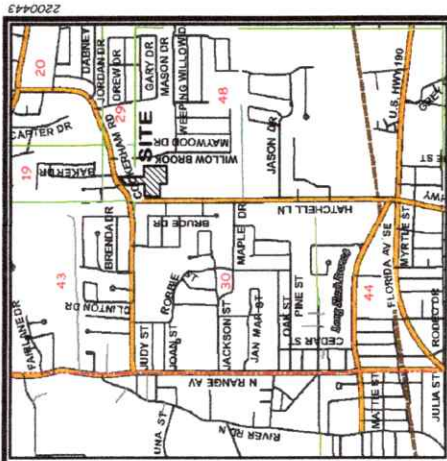 2200443
20
DABNEY
JORDAN DR
DREW DR
GARY DR
MASON DR
WEEPING WILLOW D
29
CARTER DR
19
BAKER DR
COCKERHAM RD
SITE
WILLOW BROOK
MAYWOOD DR
48
JASON DR
U.S. HWY 190
HATCHELL LN
HWY
BRUCE DR
BRENDA DR
43
CLINTON DR
FAIRLANE DR
ROBBIE ST
MAPLE DR
30
JACKSON ST
JAN MAR ST
OAK ST
PINE ST
CEDAR ST
JUDY ST
JOAN ST
44
FLORIDA AV SE
MYRTLE ST
N RANGE AV
RIVER RD N
UNA ST
MATTIE ST
RODEO DR
JULIA ST